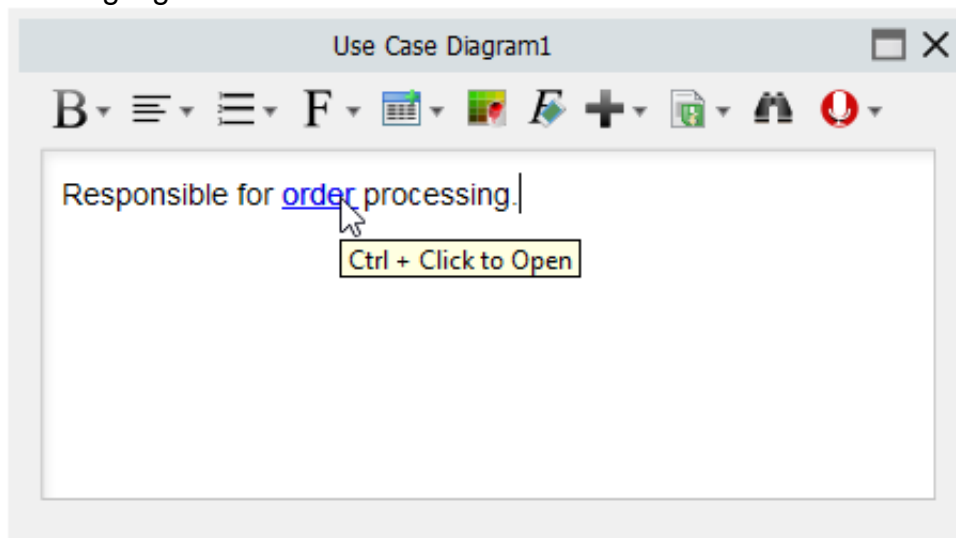 Use Case Diagram1
B F F
Responsible for order processing.
Ctrl + Click to Open